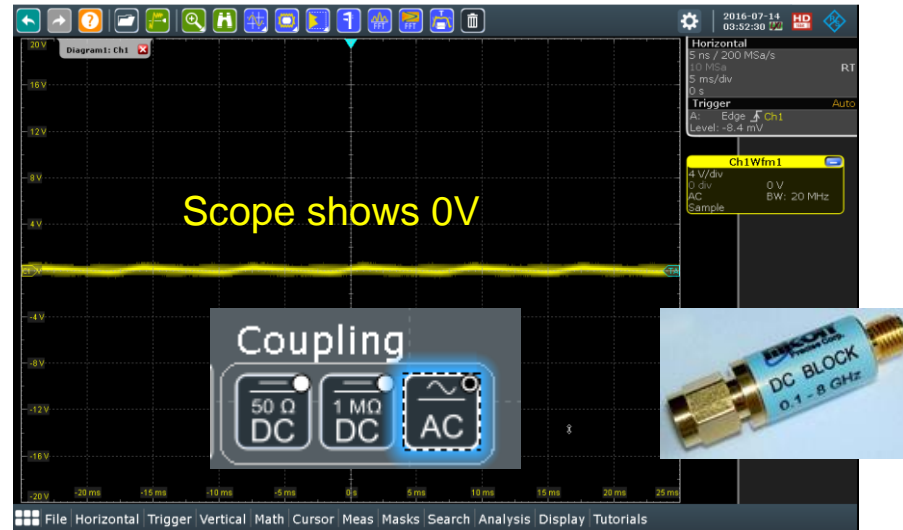 2016-07-14
HD
03:52:30
20 V
Diagram1: Ch1
Horizontal
5 ns / 200 MSa/s
10 MSa
RT
5 ms/div
0 s
Trigger
Auto
A: Edge Ch1
Level: -8.4 mV
16 V
12 V
8 V
4 V
Ch1Wfm1
4 V/div
0 div 0 V
AC BW: 20 MHz
Sample
Scope shows 0V
TA
-4 V
-8 V
-12 V
-16 V
-20 V
Coupling
50 Ω
DC
1 MΩ
DC
AC
Precise Corp.
DC BLOCK
0.1 - 8 GHz
-20 ms -15 ms -10 ms -5 ms 0 s 5 ms 10 ms 15 ms 20 ms 25 ms
File Horizontal Trigger Vertical Math Cursor Meas Masks Search Analysis Display Tutorials